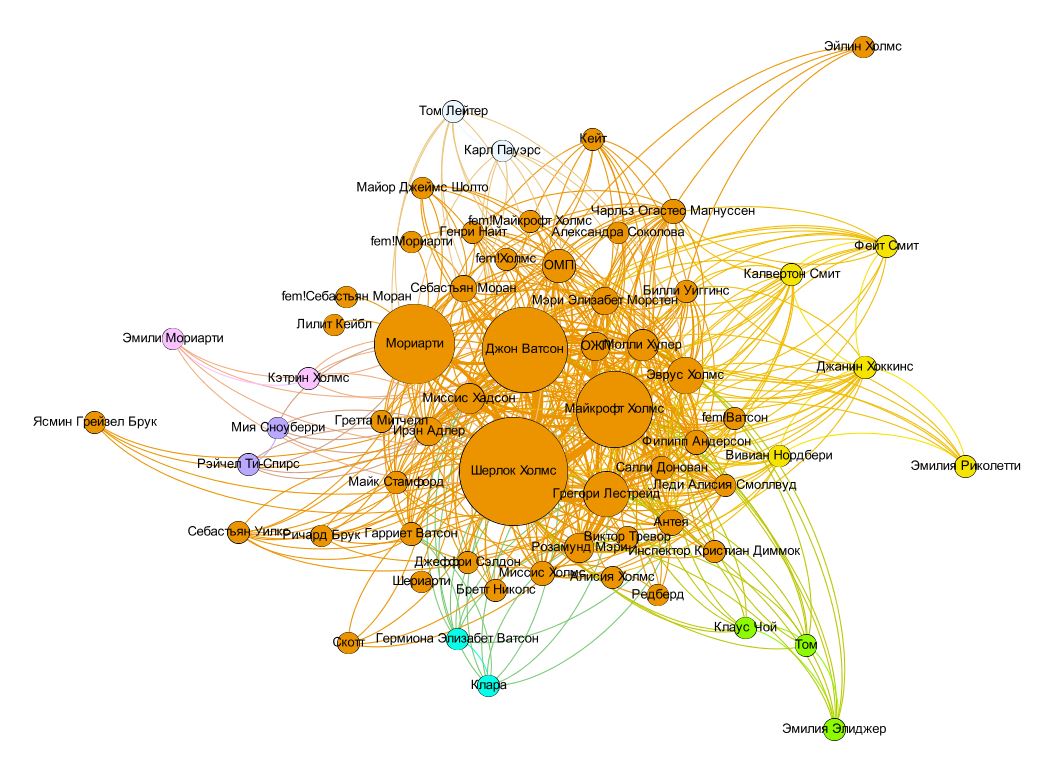 Эйлин Холмс
Том Лейтер
Кейт
Карл Пауэрс
Майор Джеймс Шолто
Чарльз Огастес Магнуссен
fem!Майкрофт Холмс
Генри Найт
Александра Соколова
fem!Мориарти
Фейт Смит
fem!Холмс
ОМП
Калвертон Смит
Себастьян Моран
Билли Уиггинс
fem!Себастьян Моран
Мэри Элизабет Морстен
Лилит Кейбл
Эмили Мориарти
Мориарти
Джон Ватсон
ОЖП
Молли Хупер
Джанин Хоккинс
Кэтрин Холмс
Эврус Холмс
Миссис Хадсон
Майкрофт Холмс
Ясмин Грейзел Брук
Гретта Митчелл
fem!Ватсон
Мия Сноуберри
Ирэн Адлер
Филипп Андерсон
Вивиан Нордбери
Рэйчел Ти-Спирс
Шерлок Холмс
Салли Донован
Эмилия Риколетти
Майк Стамфорд
Леди Алисия Смоллвуд
Грегори Лестрейд
Антея
Себастьян Уилкс
Ричард Брук
Гарриет Ватсон
Виктор Тревор
Розамунд Мэри
Инспектор Кристиан Диммок
Джеффри Сэлдон
Миссис Холмс
Алисия Холмс
Шериарти
Бретт Николс
Редберд
Клаус Чой
Скотт
Гермиона Элизабет Ватсон
Том
Клара
Эмилия Элиджер